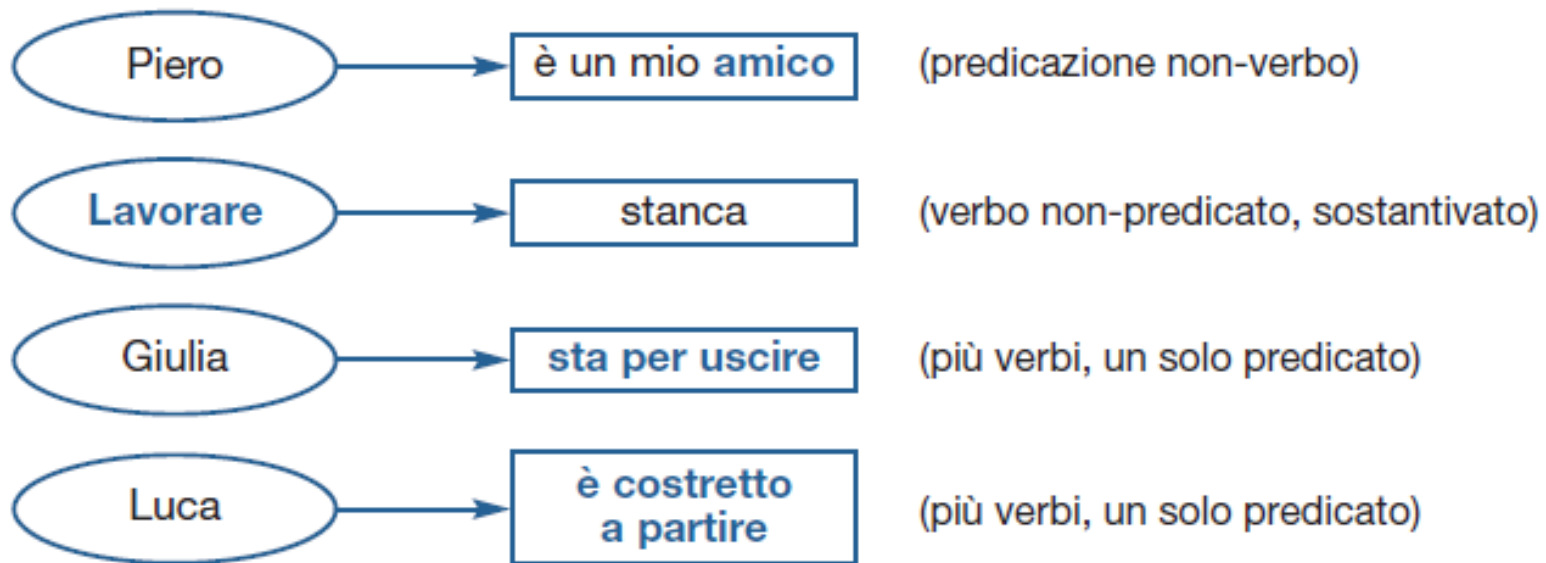 Piero è un mio amico (predicazione non-verbo)
Lavorare stanca (verbo non-predicato, sostantivato)
Giulia sta per uscire (più verbi, un solo predicato)
Luca è costretto
a partire (più verbi, un solo predicato)